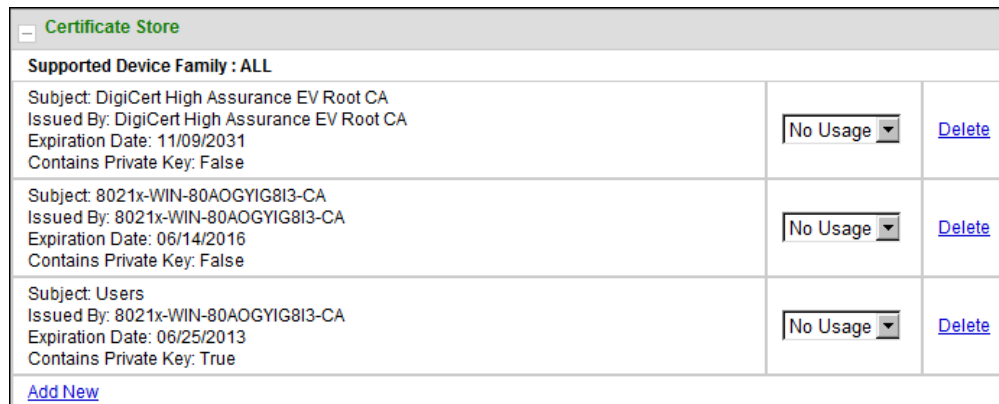 Certificate Store
Supported Device Family : ALL
Subject: DigiCert High Assurance EV Root CA
Issued By: DigiCert High Assurance EV Root CA
Expiration Date: 11/09/2031
Contains Private Key: False
No Usage
Delete
Subject: 8021x-WIN-80AOGYIG8I3-CA
Issued By: 8021x-WIN-80AOGYIG8I3-CA
Expiration Date: 06/14/2016
Contains Private Key: False
No Usage
Delete
Subject: Users
Issued By: 8021x-WIN-80AOGYIG8I3-CA
Expiration Date: 06/25/2013
Contains Private Key: True
No Usage
Delete
Add New